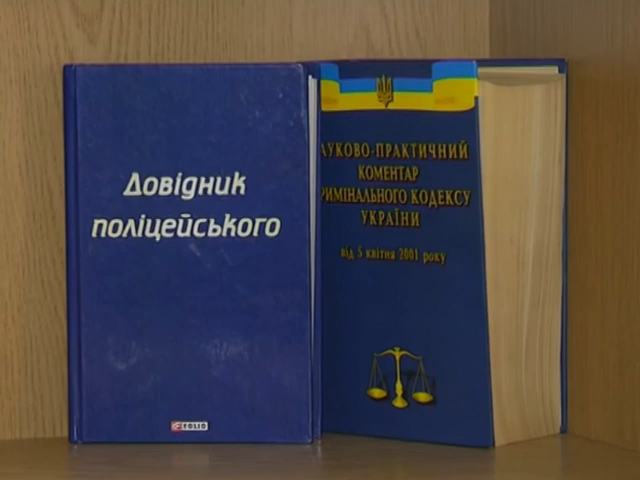 Довідник
поліцейського
FOLIO
АУКОВО-ПРАКТИЧНИЙ
КОМЕНТАР
РИМІНАЛЬНОГО КОДЕКСУ
УКРАЇНИ
від 5 квітня 2001 року